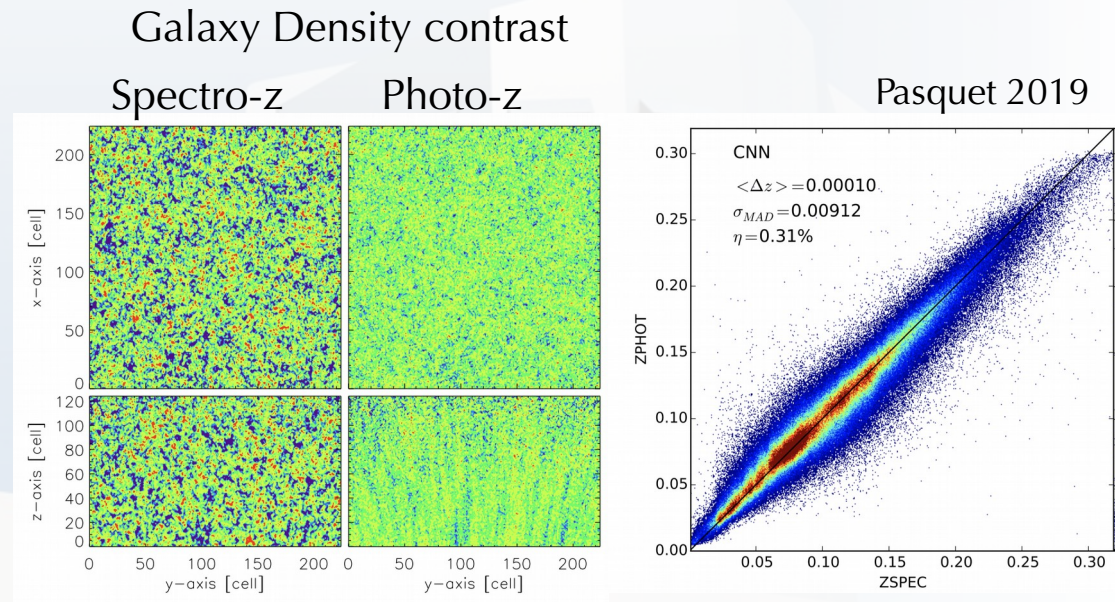 Galaxy Density contrast
Spectro-z Photo-z
Pasquet 2019
200
150
100
50
0
x-axis [cell]
120
100
80
60
40
20
0
z-axis [cell]
0 50 100 150 200
y-axis [cell]
0 50 100 150 200
y-axis [cell]
CNN
<Δz>=0.00010
σMAD=0.00912
η=0.31%
0.30
0.25
0.20
0.15
0.10
0.05
0.00
ZPHOT
0.05 0.10 0.15 0.20 0.25 0.30
ZSPEC